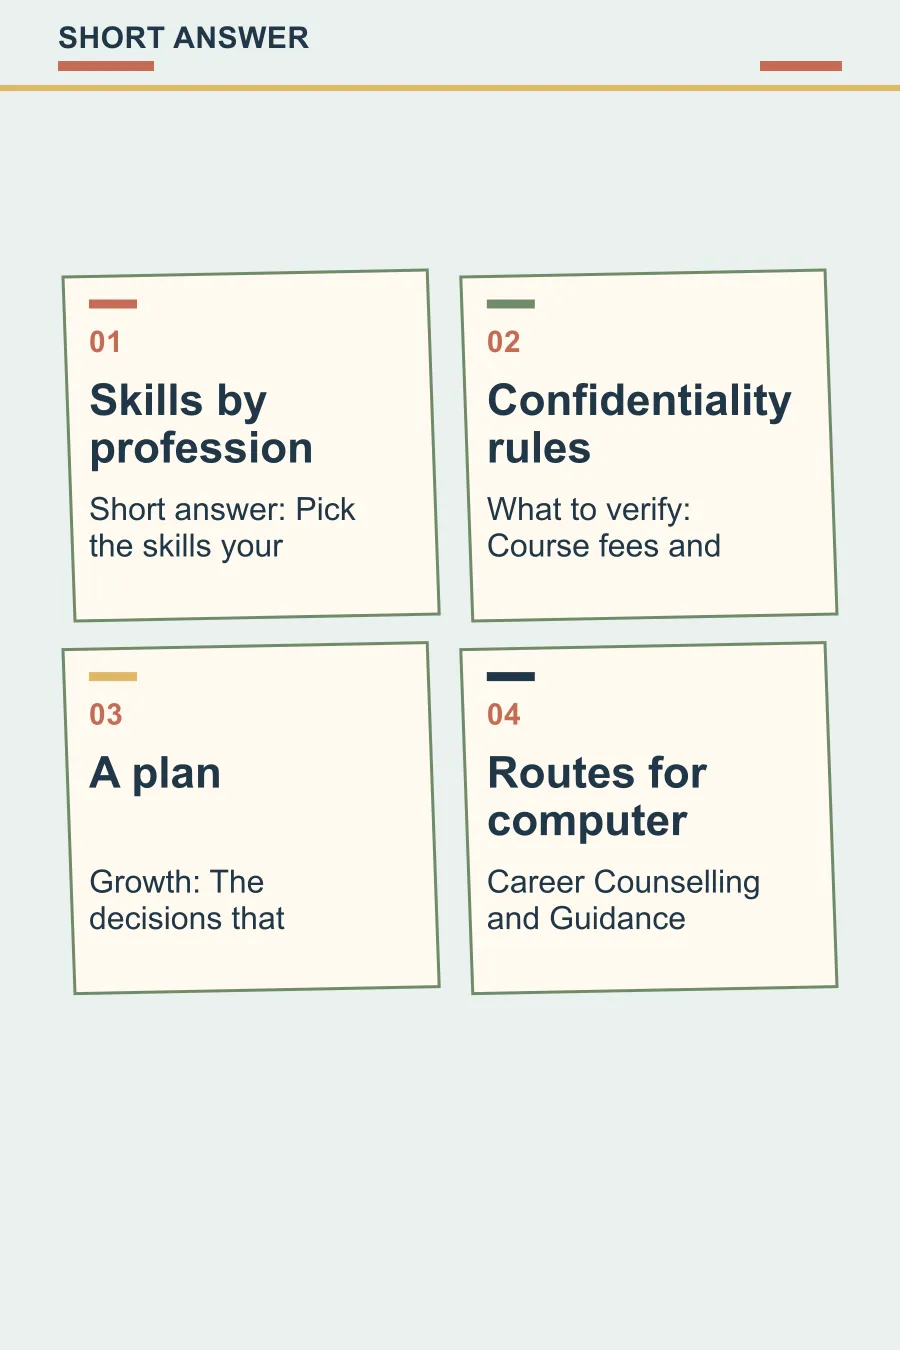 SHORT ANSWER
01
Skills by
profession
Short answer: Pick
the skills your
02
Confidentiality
rules
What to verify:
Course fees and
03
A plan
Growth: The
decisions that
04
Routes for
computer
Career Counselling
and Guidance